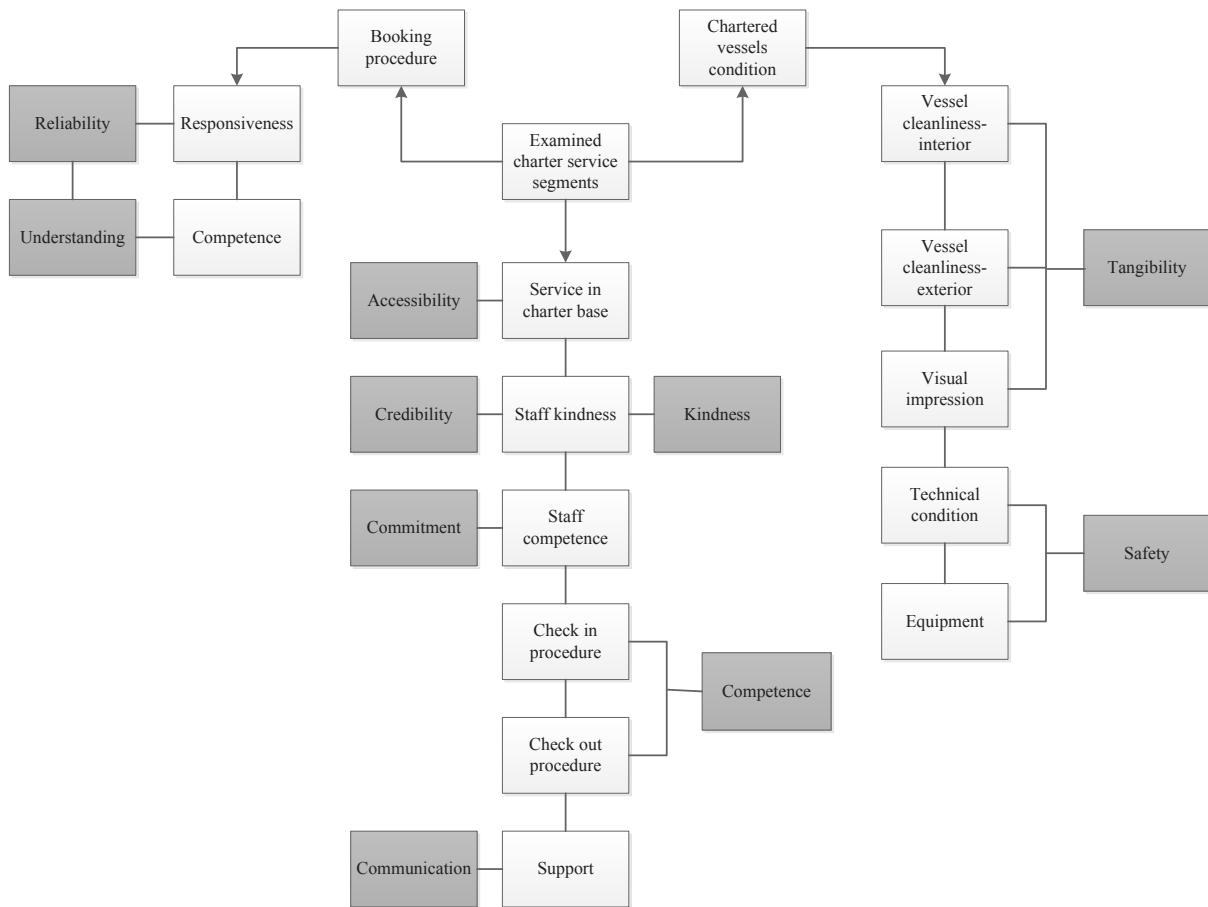 Booking
procedure
Chartered
vessels
condition
Reliability
Responsiveness
Examined
charter service
segments
Vessel
cleanliness-
interior
Understanding
Competence
Vessel
cleanliness-
exterior
Tangibility
Accessibility
Service in
charter base
Visual
impression
Credibility
Staff kindness
Kindness
Technical
condition
Commitment
Staff
competence
Safety
Equipment
Check in
procedure
Competence
Check out
procedure
Communication
Support